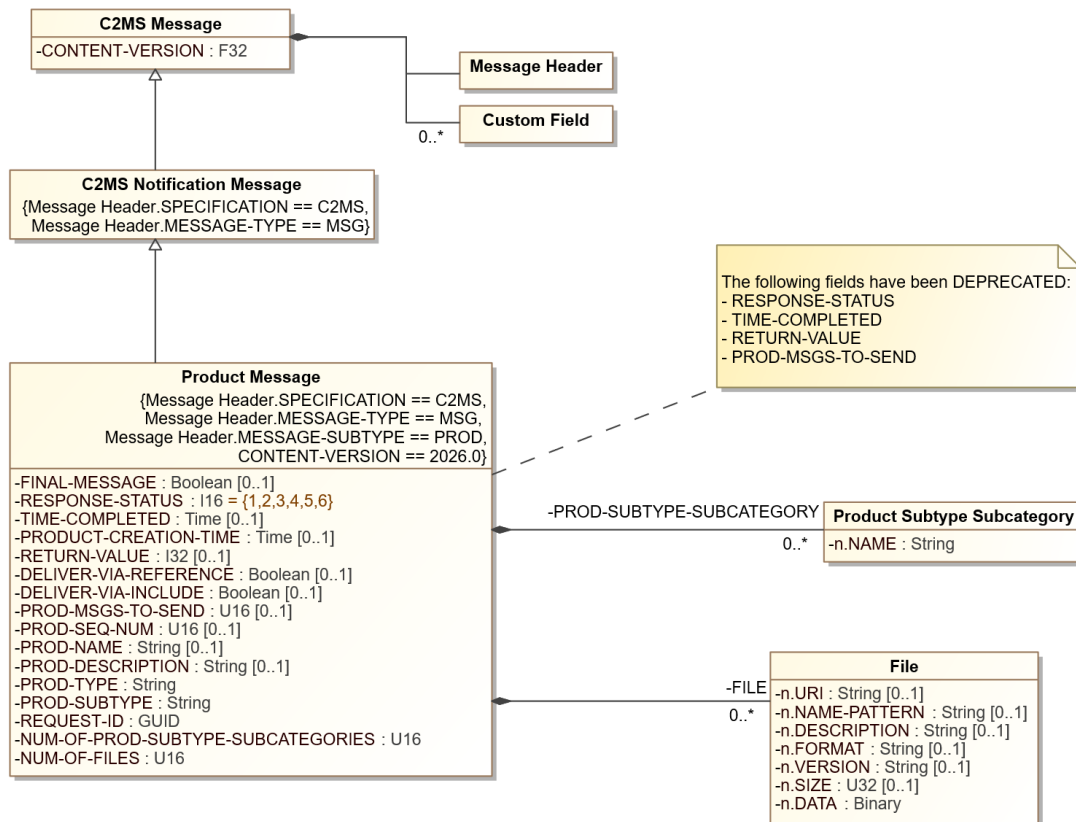 C2MS Message
-CONTENT-VERSION : F32
Message Header
Custom Field
0..*
C2MS Notification Message
{Message Header.SPECIFICATION == C2MS,
Message Header.MESSAGE-TYPE == MSG}
The following fields have been DEPRECATED:
- RESPONSE-STATUS
- TIME-COMPLETED
- RETURN-VALUE
- PROD-MSGS-TO-SEND
Product Message
{Message Header.SPECIFICATION == C2MS,
Message Header.MESSAGE-TYPE == MSG,
Message Header.MESSAGE-SUBTYPE == PROD,
CONTENT-VERSION == 2026.0}
-FINAL-MESSAGE : Boolean [0..1]
-RESPONSE-STATUS : I16 = {1,2,3,4,5,6}
-TIME-COMPLETED : Time [0..1]
-PRODUCT-CREATION-TIME : Time [0..1]
-RETURN-VALUE : I32 [0..1]
-DELIVER-VIA-REFERENCE : Boolean [0..1]
-DELIVER-VIA-INCLUDE : Boolean [0..1]
-PROD-MSGS-TO-SEND : U16 [0..1]
-PROD-SEQ-NUM : U16 [0..1]
-PROD-NAME : String [0..1]
-PROD-DESCRIPTION : String [0..1]
-PROD-TYPE : String
-PROD-SUBTYPE : String
-REQUEST-ID : GUID
-NUM-OF-PROD-SUBTYPE-SUBCATEGORIES : U16
-NUM-OF-FILES : U16
-PROD-SUBTYPE-SUBCATEGORY
0..*
Product Subtype Subcategory
-n.NAME : String
-FILE
0..*
File
-n.URI : String [0..1]
-n.NAME-PATTERN : String [0..1]
-n.DESCRIPTION : String [0..1]
-n.FORMAT : String [0..1]
-n.VERSION : String [0..1]
-n.SIZE : U32 [0..1]
-n.DATA : Binary